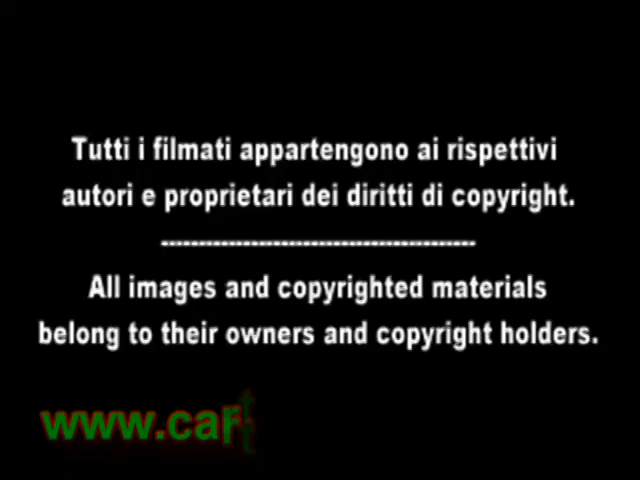 Tutti i filmati appartengono ai rispettivi
autori e proprietari dei diritti di copyright.
------------------------------------------
All images and copyrighted materials
belong to their owners and copyright holders.
www.car